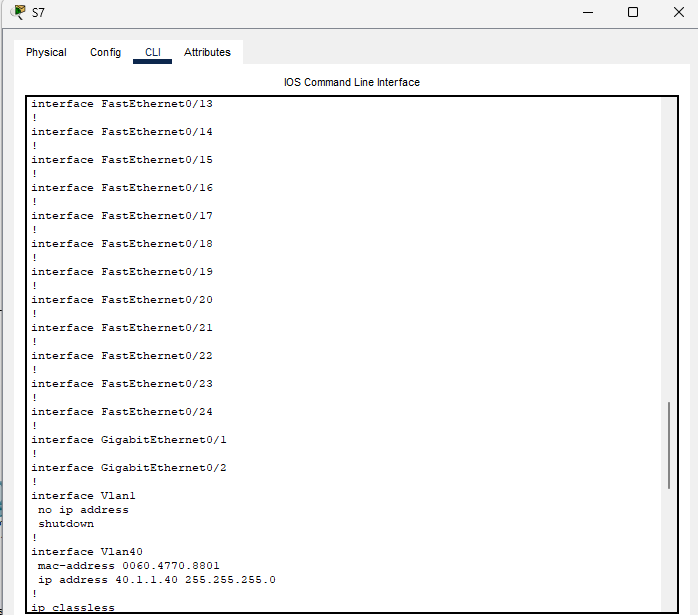 S7
Physical Config CLI Attributes
IOS Command Line Interface
interface FastEthernet0/13
!
interface FastEthernet0/14
!
interface FastEthernet0/15
!
interface FastEthernet0/16
!
interface FastEthernet0/17
!
interface FastEthernet0/18
!
interface FastEthernet0/19
!
interface FastEthernet0/20
!
interface FastEthernet0/21
!
interface FastEthernet0/22
!
interface FastEthernet0/23
!
interface FastEthernet0/24
!
interface GigabitEthernet0/1
!
interface GigabitEthernet0/2
!
interface Vlan1
 no ip address
 shutdown
!
interface Vlan40
 mac-address 0060.4770.8801
 ip address 40.1.1.40 255.255.255.0
!
ip classless